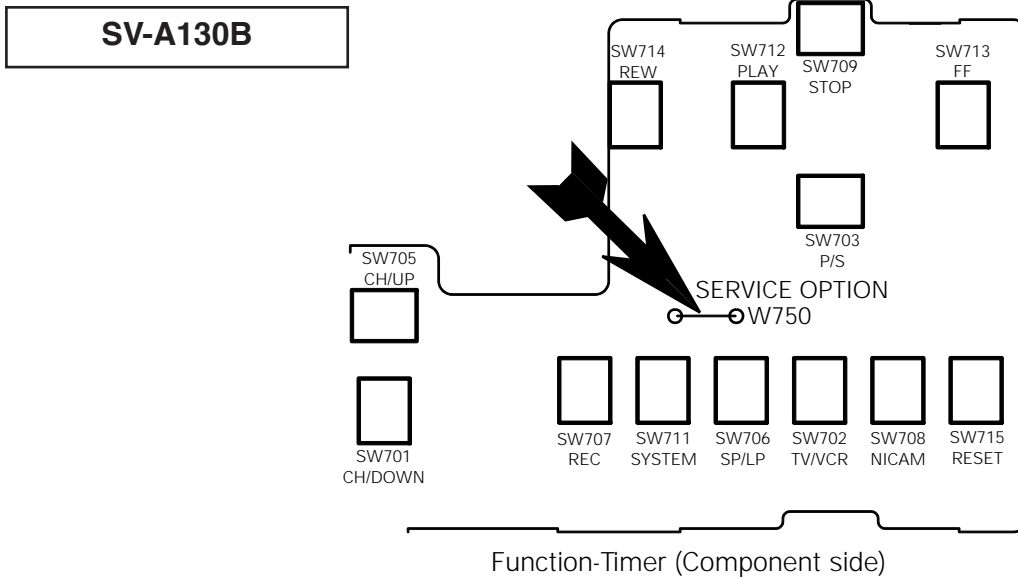 SV-A130B
SW714
REW
SW712
PLAY
SW709
STOP
SW713
FF
SW703
P/S
SW705
CH/UP
SERVICE OPTION
W750
SW701
CH/DOWN
SW707
REC
SW711
SYSTEM
SW706
SP/LP
SW702
TV/VCR
SW708
NICAM
SW715
RESET
Function-Timer (Component side)